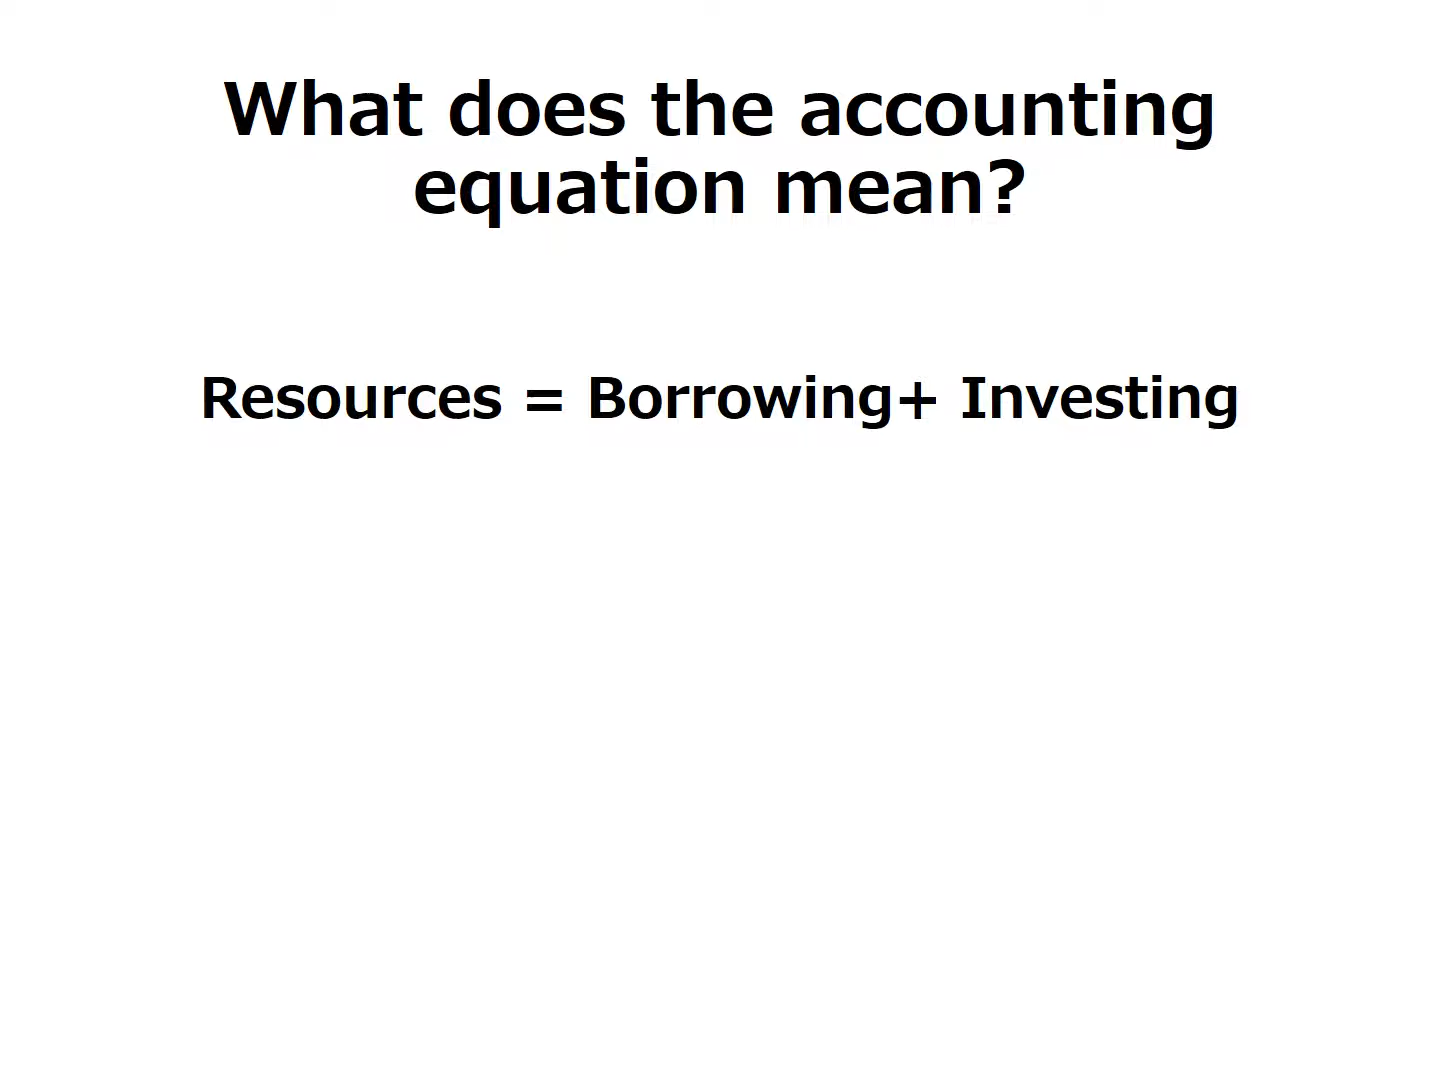 What does the accounting
equation mean?
Resources = Borrowing+ Investing